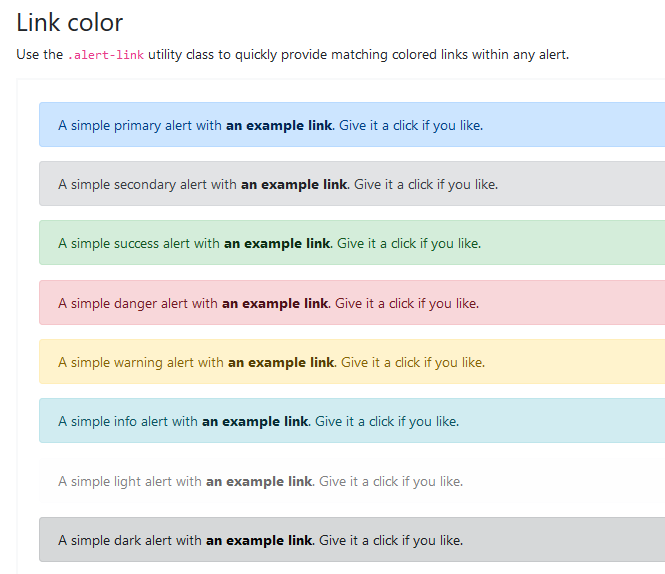 Link color
Use the .alert-link utility class to quickly provide matching colored links within any alert.
A simple primary alert with an example link. Give it a click if you like.
A simple secondary alert with an example link. Give it a click if you like.
A simple success alert with an example link. Give it a click if you like.
A simple danger alert with an example link. Give it a click if you like.
A simple warning alert with an example link. Give it a click if you like.
A simple info alert with an example link. Give it a click if you like.
A simple light alert with an example link. Give it a click if you like.
A simple dark alert with an example link. Give it a click if you like.